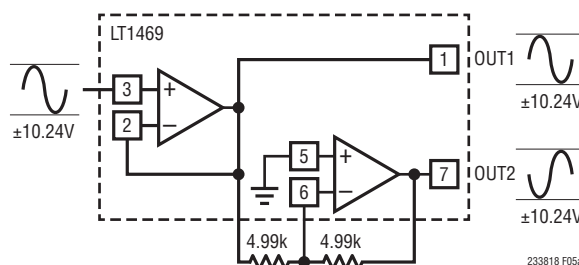 LT1469
3
+
2
−
±10.24V
1
OUT1
±10.24V
5
+
6
−
7
OUT2
±10.24V
4.99k
4.99k
233818 F05a